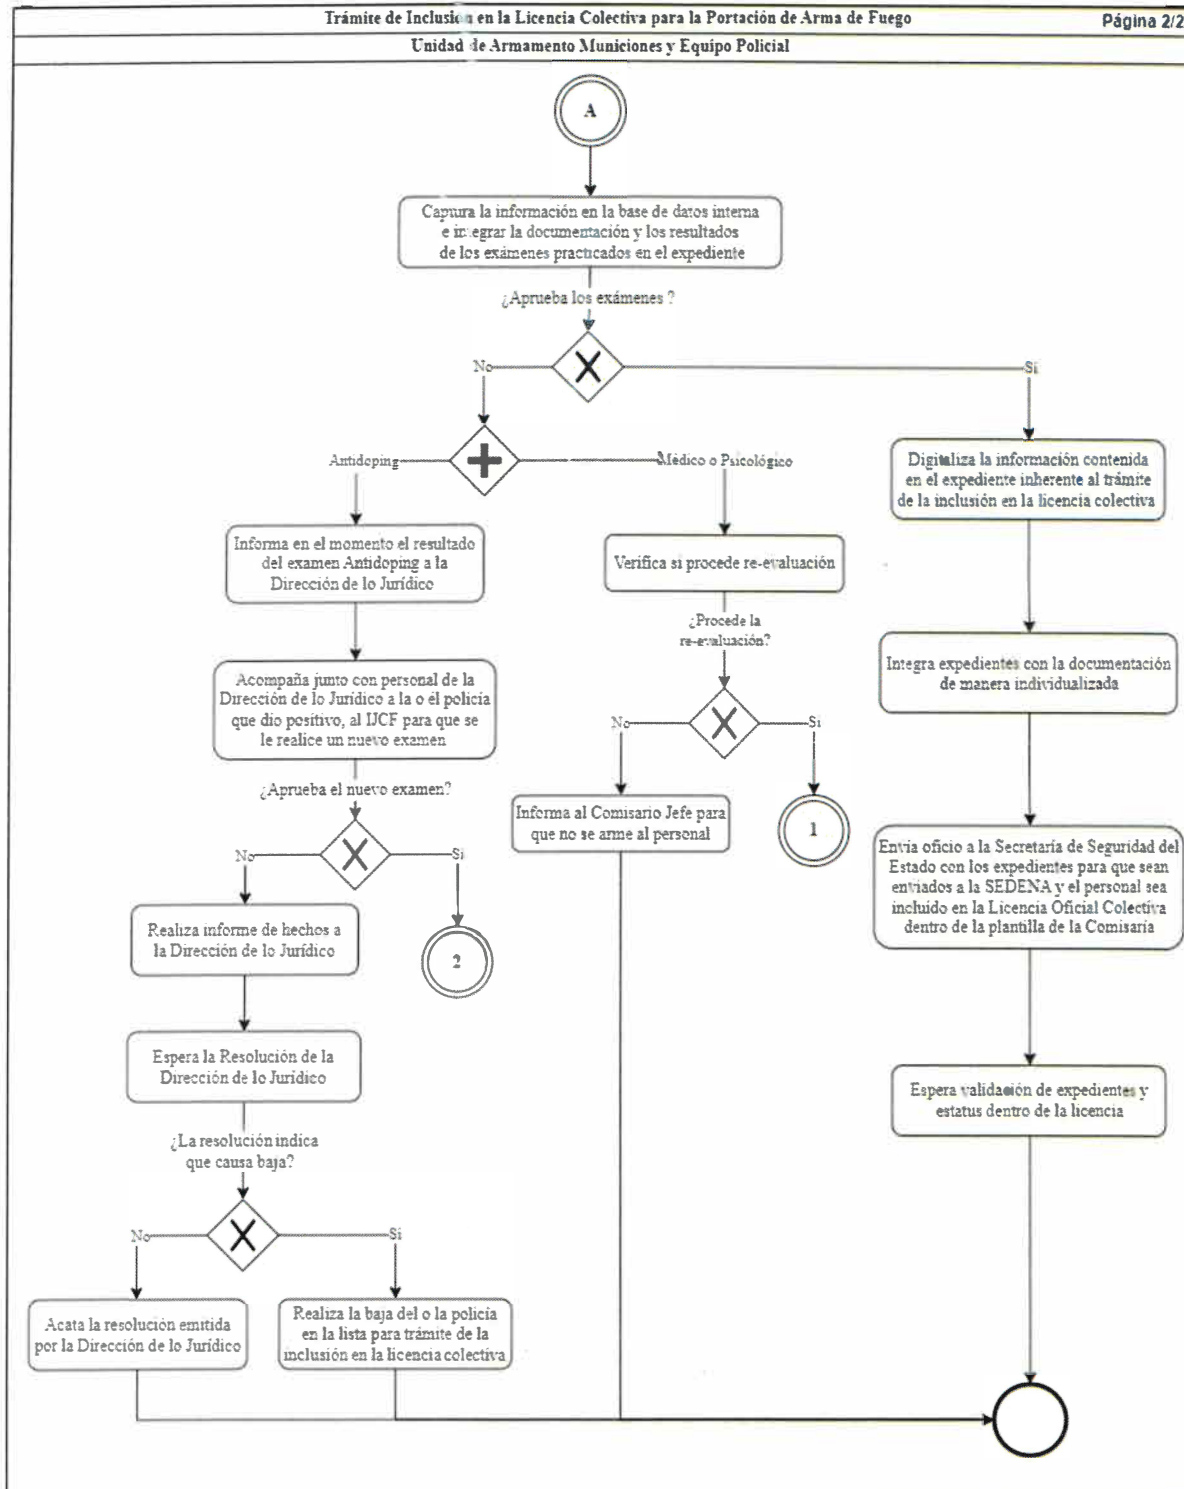 Trámite de Inclusión en la Licencia Colectiva para la Portación de Arma de Fuego
Página 2/2
Unidad de Armamento Municiones y Equipo Policial
A
Captura la información en la base de datos interna
e integrar la documentación y los resultados
de los exámenes practicados en el expediente
¿Aprueba los exámenes ?
No
Si
Antidoping
Médico o Psicológico
Digitaliza la información contenida
en el expediente inherente al trámite
de la inclusión en la licencia colectiva
Informa en el momento el resultado
del examen Antidoping a la
Dirección de lo Jurídico
Verifica si procede re-evaluación
¿Procede la
re-evaluación?
Integra expedientes con la documentación
de manera individualizada
Acompaña junto con personal de la
Dirección de lo Jurídico a la o él policía
que dio positivo, al IJCF para que se
le realice un nuevo examen
No
Si
¿Aprueba el nuevo examen?
Informa al Comisario Jefe para
que no se arme al personal
1
Envía oficio a la Secretaría de Seguridad del
Estado con los expedientes para que sean
enviados a la SEDENA y el personal sea
incluido en la Licencia Oficial Colectiva
dentro de la plantilla de la Comisaría
No
Si
Realiza informe de hechos a
la Dirección de lo Jurídico
2
Espera la Resolución de la
Dirección de lo Jurídico
Espera validación de expedientes y
estatus dentro de la licencia
¿La resolución indica
que causa baja?
No
Si
Acata la resolución emitida
por la Dirección de lo Jurídico
Realiza la baja del o la policía
en la lista para trámite de la
inclusión en la licencia colectiva